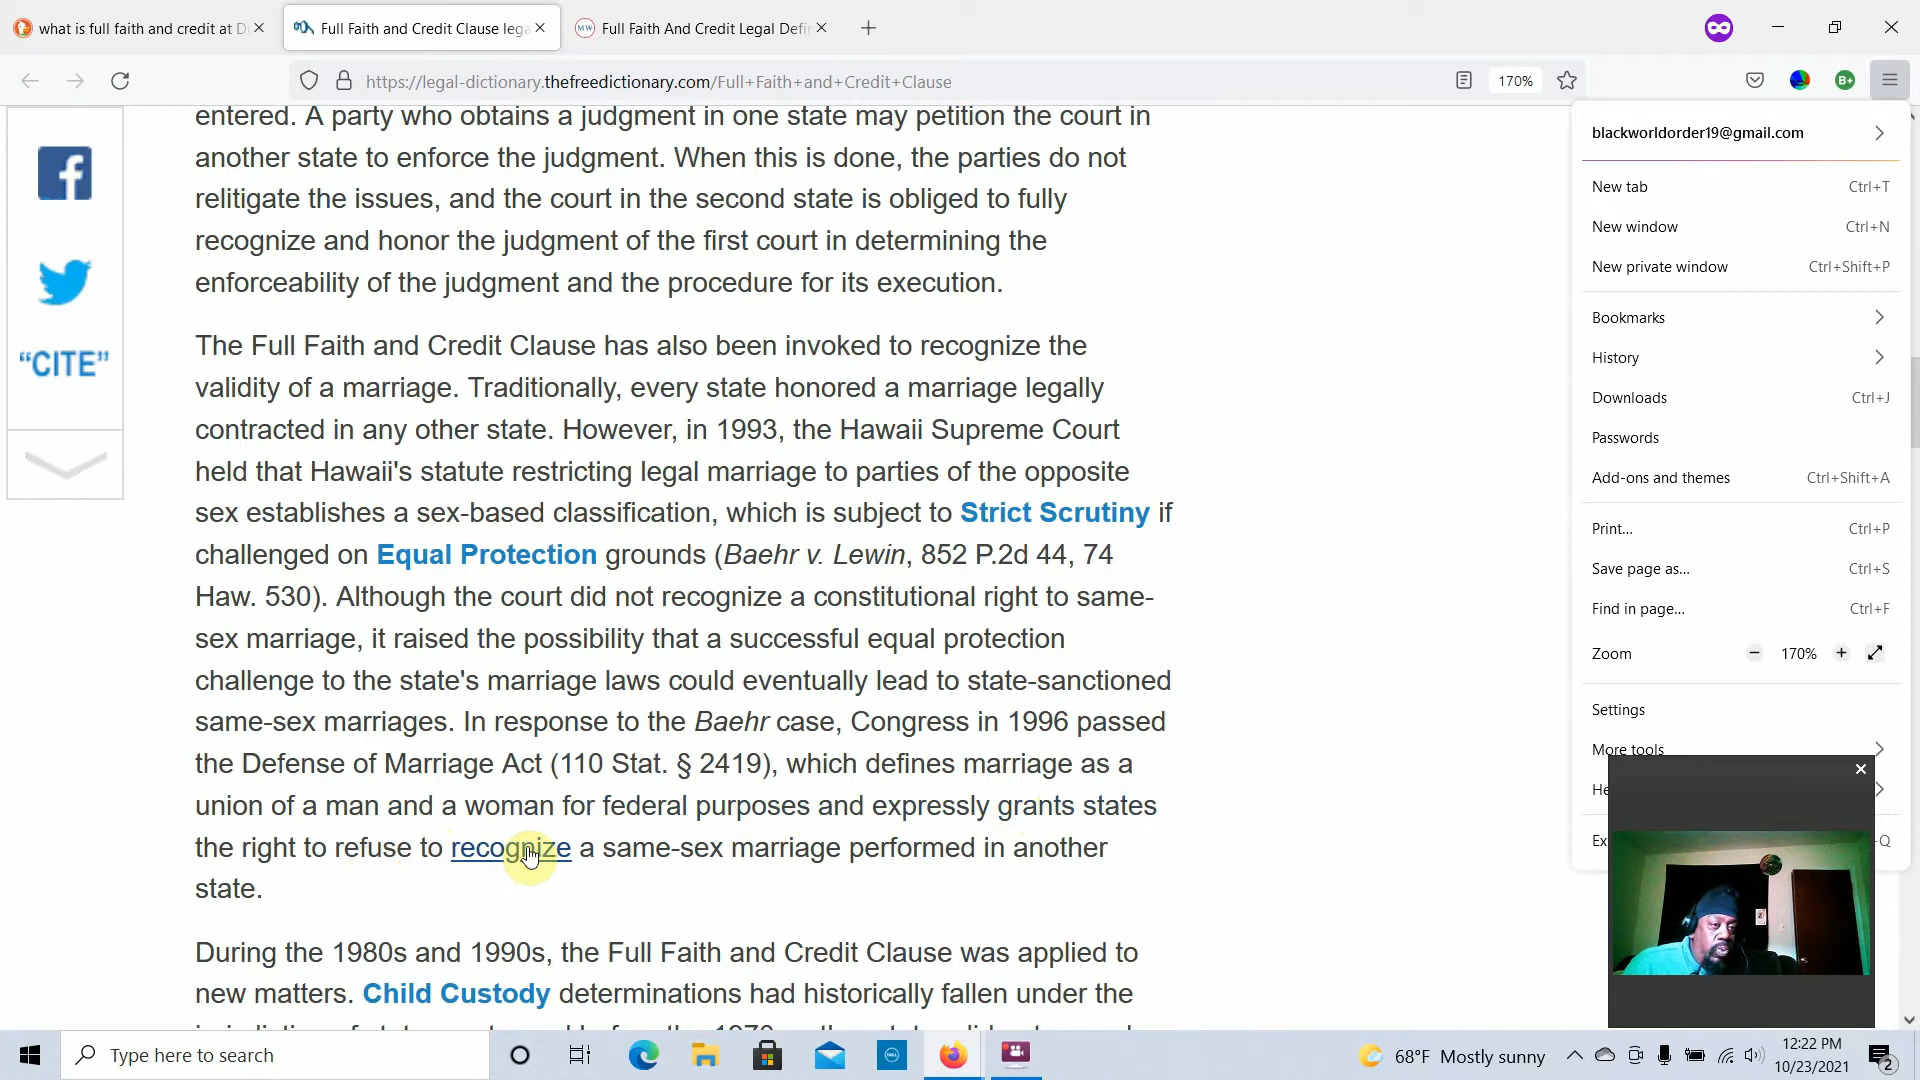 what is full faith and credit at D
Full Faith and Credit Clause lega
MW
Full Faith And Credit Legal Defin
https://legal-dictionary.thefreedictionary.com/Full+Faith+and+Credit+Clause
170%
B+
entered. A party who obtains a judgment in one state may petition the court in
another state to enforce the judgment. When this is done, the parties do not
relitigate the issues, and the court in the second state is obliged to fully
recognize and honor the judgment of the first court in determining the
enforceability of the judgment and the procedure for its execution.
“CITE”
The Full Faith and Credit Clause has also been invoked to recognize the
validity of a marriage. Traditionally, every state honored a marriage legally
contracted in any other state. However, in 1993, the Hawaii Supreme Court
held that Hawaii's statute restricting legal marriage to parties of the opposite
sex establishes a sex-based classification, which is subject to Strict Scrutiny if
challenged on Equal Protection grounds (Baehr v. Lewin, 852 P.2d 44, 74
Haw. 530). Although the court did not recognize a constitutional right to same-
sex marriage, it raised the possibility that a successful equal protection
challenge to the state's marriage laws could eventually lead to state-sanctioned
same-sex marriages. In response to the Baehr case, Congress in 1996 passed
the Defense of Marriage Act (110 Stat. § 2419), which defines marriage as a
union of a man and a woman for federal purposes and expressly grants states
the right to refuse to recognize a same-sex marriage performed in another
state.
During the 1980s and 1990s, the Full Faith and Credit Clause was applied to
new matters. Child Custody determinations had historically fallen under the
blackworldorder19@gmail.com
New tab Ctrl+T
New window Ctrl+N
New private window Ctrl+Shift+P
Bookmarks
History
Downloads Ctrl+J
Passwords
Add-ons and themes Ctrl+Shift+A
Print... Ctrl+P
Save page as... Ctrl+S
Find in page... Ctrl+F
Zoom 170%
Settings
More tools
He
Ex Q
Type here to search
DELL
68°F Mostly sunny
12:22 PM
10/23/2021
2